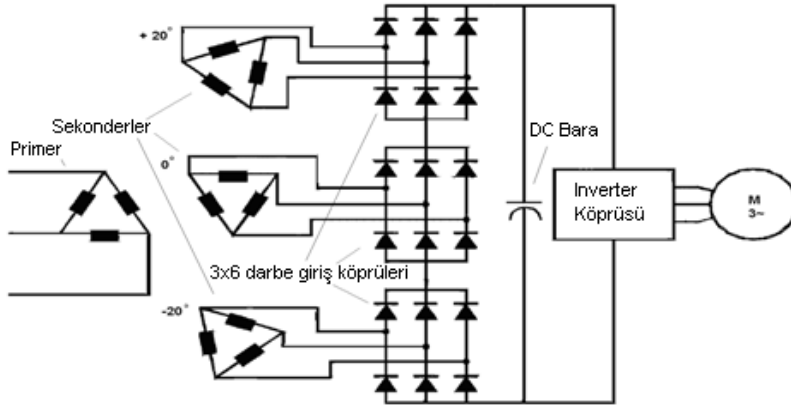 + 20°
Sekonderler
Primer
0°
DC Bara
Inverter
Köprüsü
M
3~
3x6 darbe giriş köprüleri
-20°